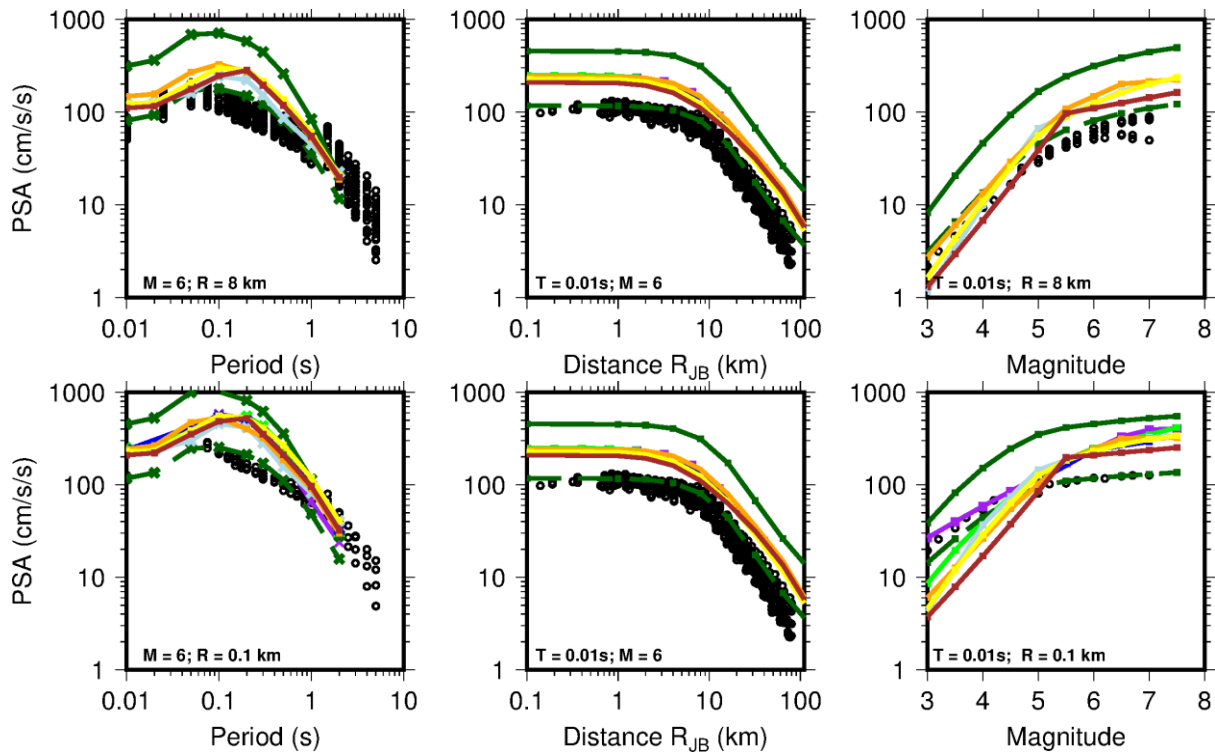 PSA (cm/s/s)
1000
100
10
1
M = 6; R = 8 km
0.01 0.1 1 10
Period (s)
1000
100
10
1
T = 0.01s; M = 6
0.1 1 10 100
Distance R_JB (km)
1000
100
10
1
T = 0.01s; R = 8 km
3 4 5 6 7 8
Magnitude
PSA (cm/s/s)
1000
100
10
1
M = 6; R = 0.1 km
0.01 0.1 1 10
Period (s)
1000
100
10
1
T = 0.01s; M = 6
0.1 1 10 100
Distance R_JB (km)
1000
100
10
1
T = 0.01s; R = 0.1 km
3 4 5 6 7 8
Magnitude